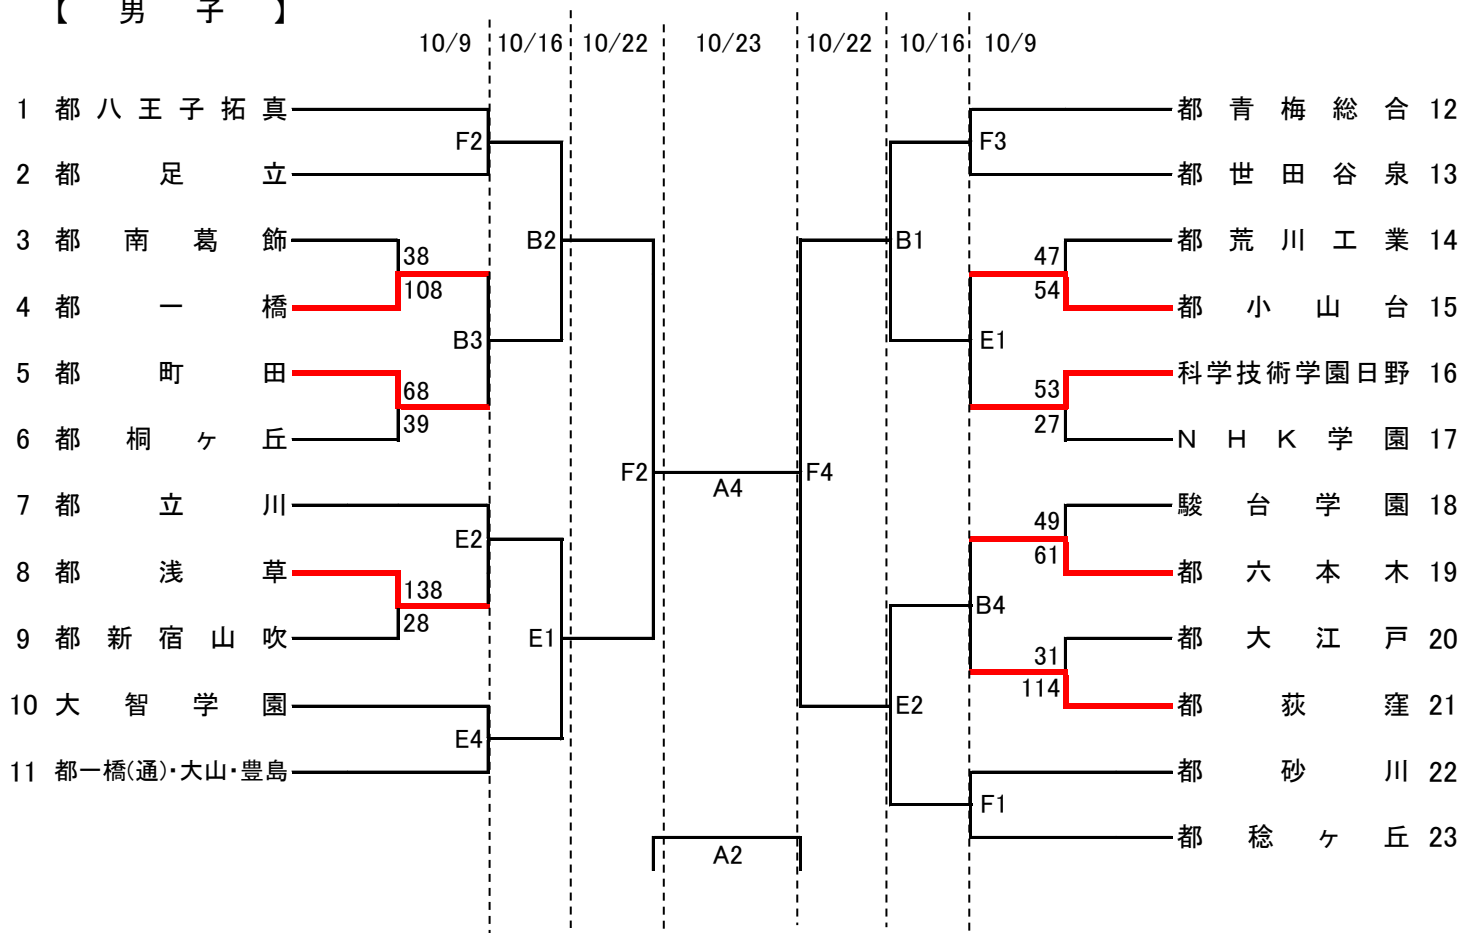 【 男 子 】
10/9 10/16 10/22 10/23 10/22 10/16 10/9
1 都八王子拓真 都青梅総合 12
F2 F3
2 都足立 都世田谷泉 13
3 都南葛飾 B2 B1 都荒川工業 14
38 47
108 54
4 都一橋 都小山台 15
B3 E1
5 都町田 科学技術学園日野 16
68 53
39 27
6 都桐ヶ丘 NHK学園 17
F2 A4 F4
7 都立川 駿台学園 18
49
E2 61
8 都浅草 都六本木 19
138 B4
28
9 都新宿山吹 E1 都大江戸 20
31
114
10 大智学園 E2 都荻窪 21
E4
11 都一橋(通)・大山・豊島 都砂川 22
F1
都稔ヶ丘 23
A2